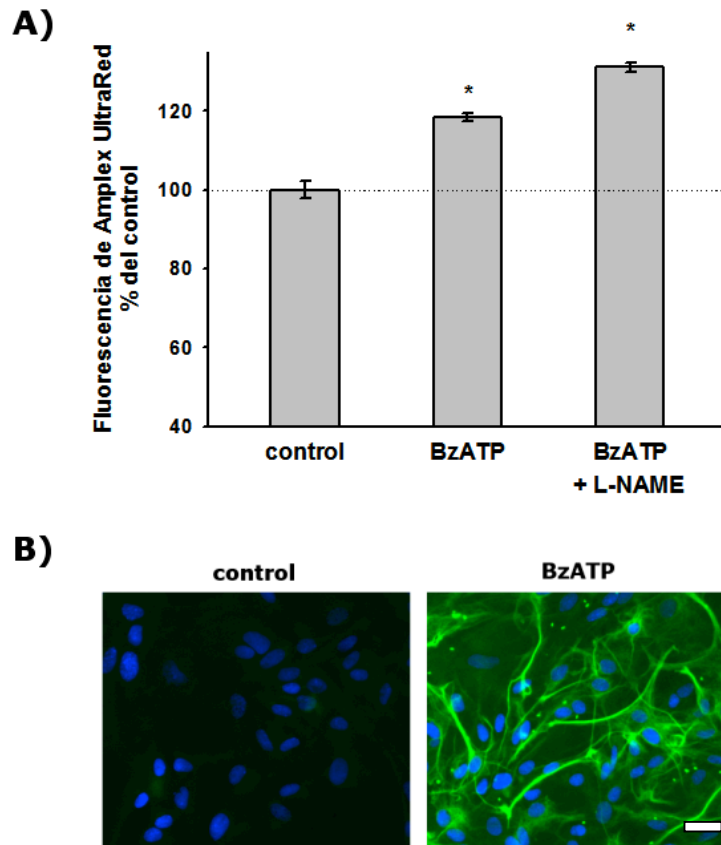 A)
Fluorescencia de Amplex UltraRed
% del control
*
*
120
100
80
60
40
control
BzATP
BzATP
+ L-NAME
B)
control
BzATP